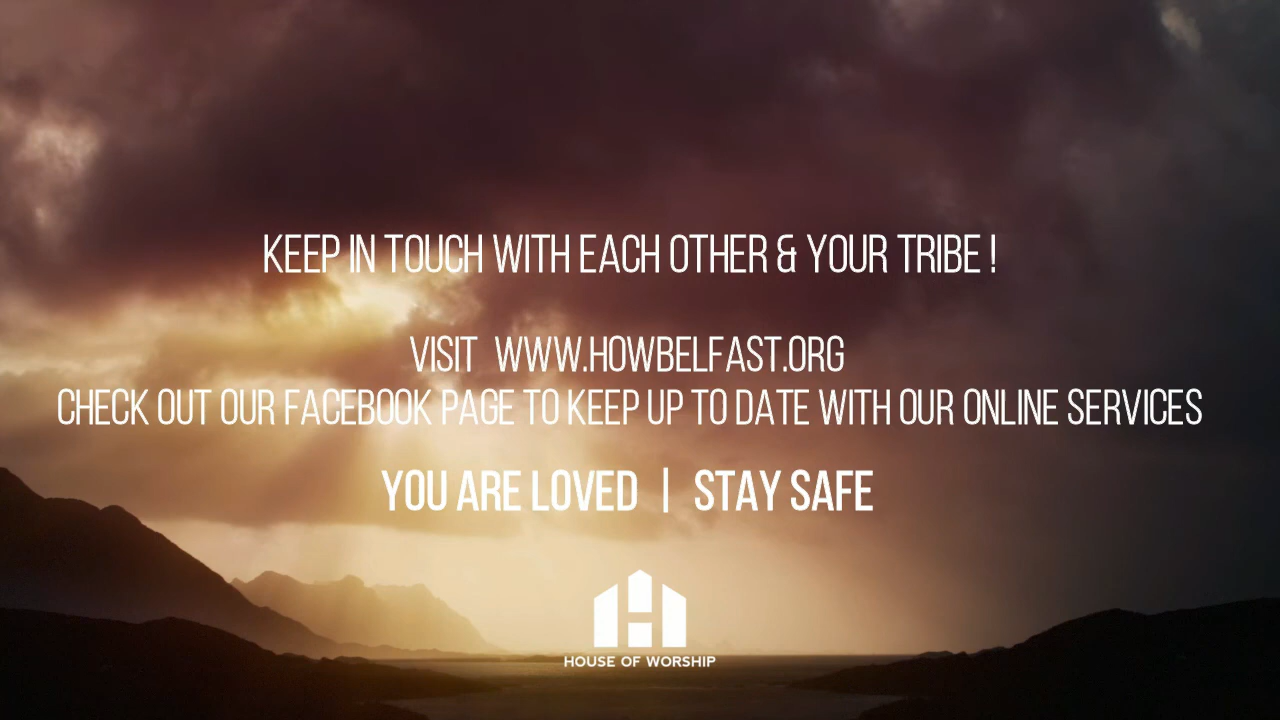 KEEP IN TOUCH WITH EACH OTHER & YOUR TRIBE !
VISIT WWW.HOWBELFAST.ORG
CHECK OUT OUR FACEBOOK PAGE TO KEEP UP TO DATE WITH OUR ONLINE SERVICES
YOU ARE LOVED | STAY SAFE
HOUSE OF WORSHIP